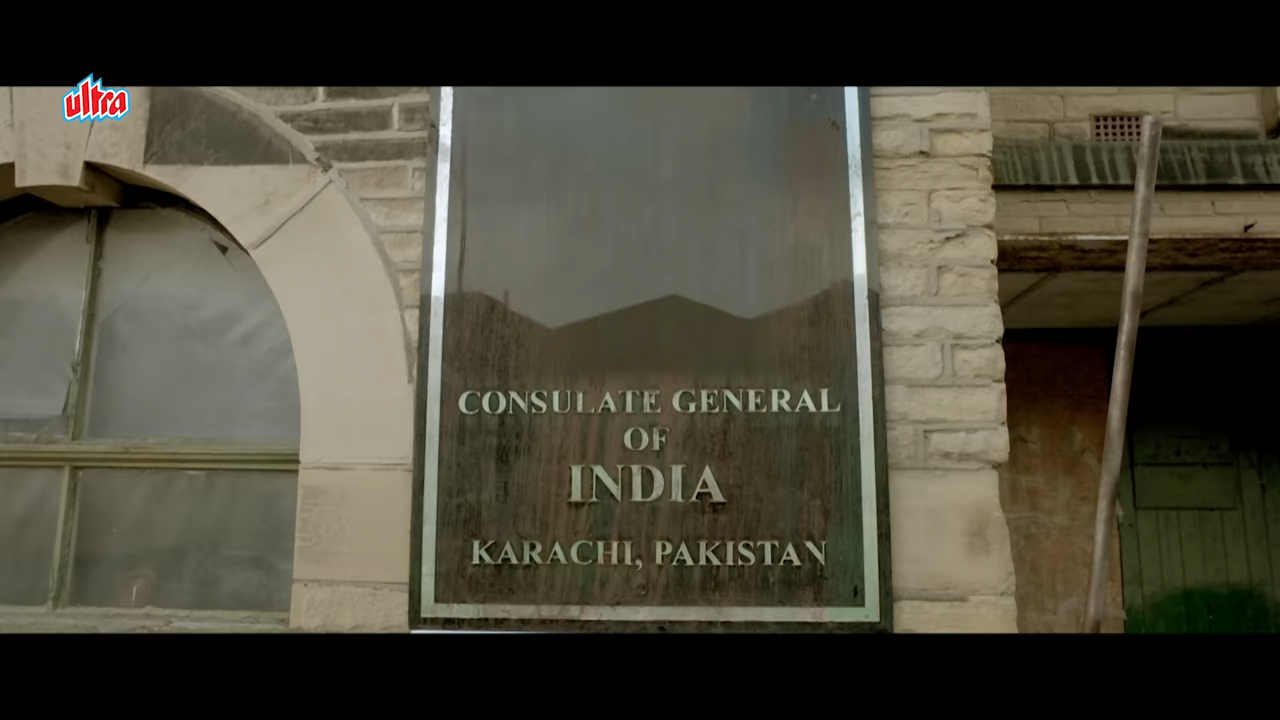 ultra
CONSULATE GENERAL
OF
INDIA
KARACHI, PAKISTAN